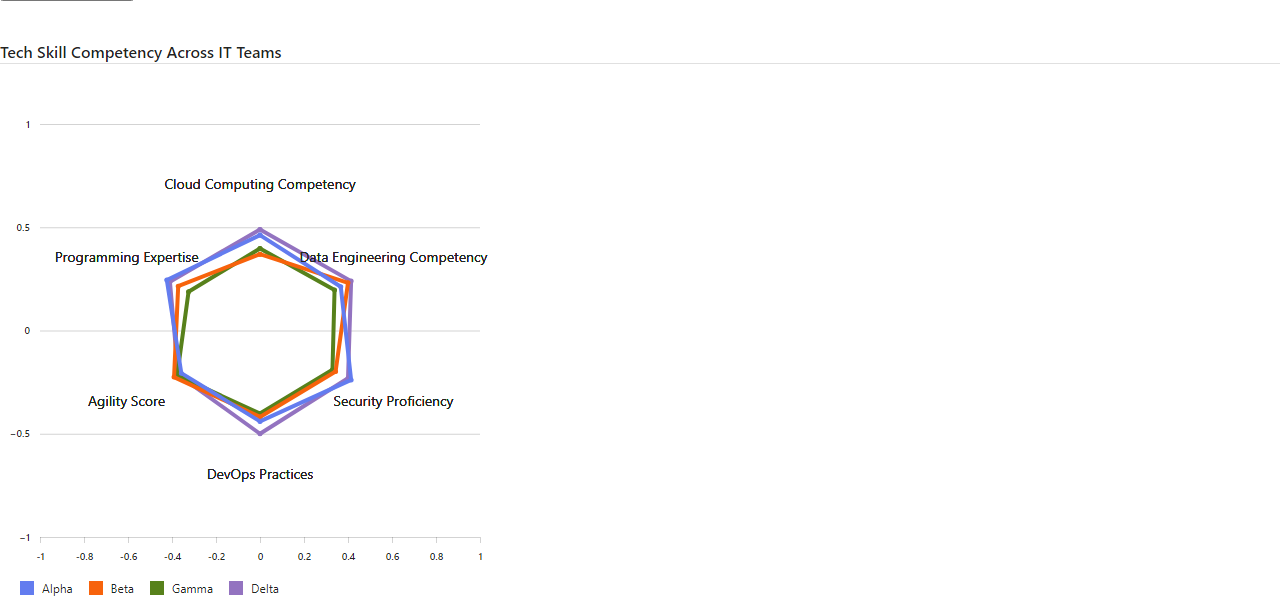 Tech Skill Competency Across IT Teams
1
Cloud Computing Competency
0.5
Programming Expertise
Data Engineering Competency
0
Agility Score
Security Proficiency
−0.5
DevOps Practices
−1
-1 -0.8 -0.6 -0.4 -0.2 0 0.2 0.4 0.6 0.8 1
Alpha Beta Gamma Delta